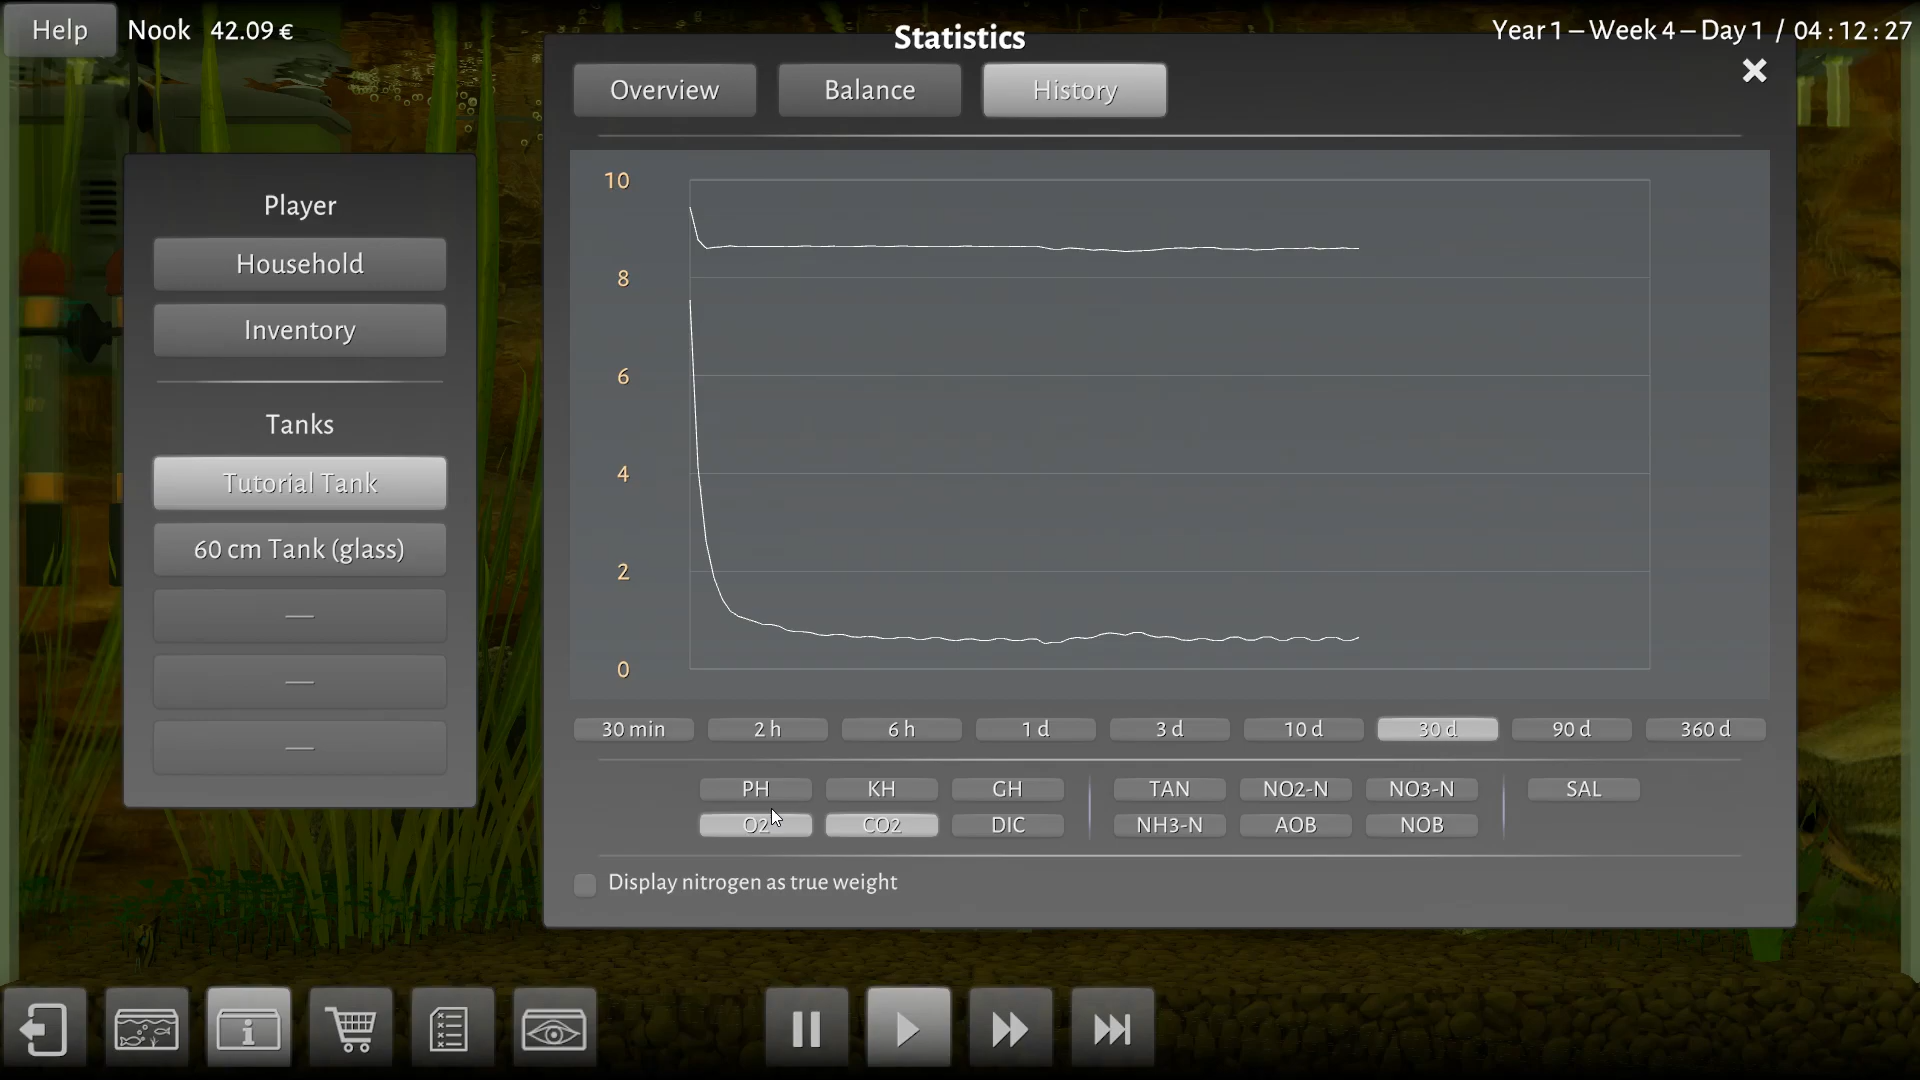 Help
Nook 42.09 €
Statistics
Year 1 – Week 4 – Day 1 / 04 : 12 : 27
Overview
Balance
History
Player
Household
Inventory
Tanks
Tutorial Tank
60 cm Tank (glass)
—
—
—
10
8
6
4
2
0
30 min
2 h
6 h
1 d
3 d
10 d
30 d
90 d
360 d
PH
KH
GH
TAN
NO2-N
NO3-N
SAL
O2
CO2
DIC
NH3-N
AOB
NOB
Display nitrogen as true weight